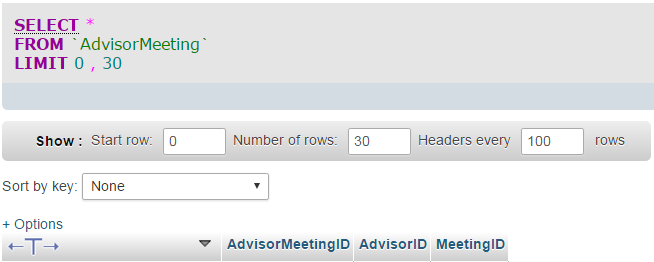 SELECT *
FROM `AdvisorMeeting`
LIMIT 0 , 30
Show : Start row: 0 Number of rows: 30 Headers every 100 rows
Sort by key: None
+ Options
←T→ AdvisorMeetingID AdvisorID MeetingID